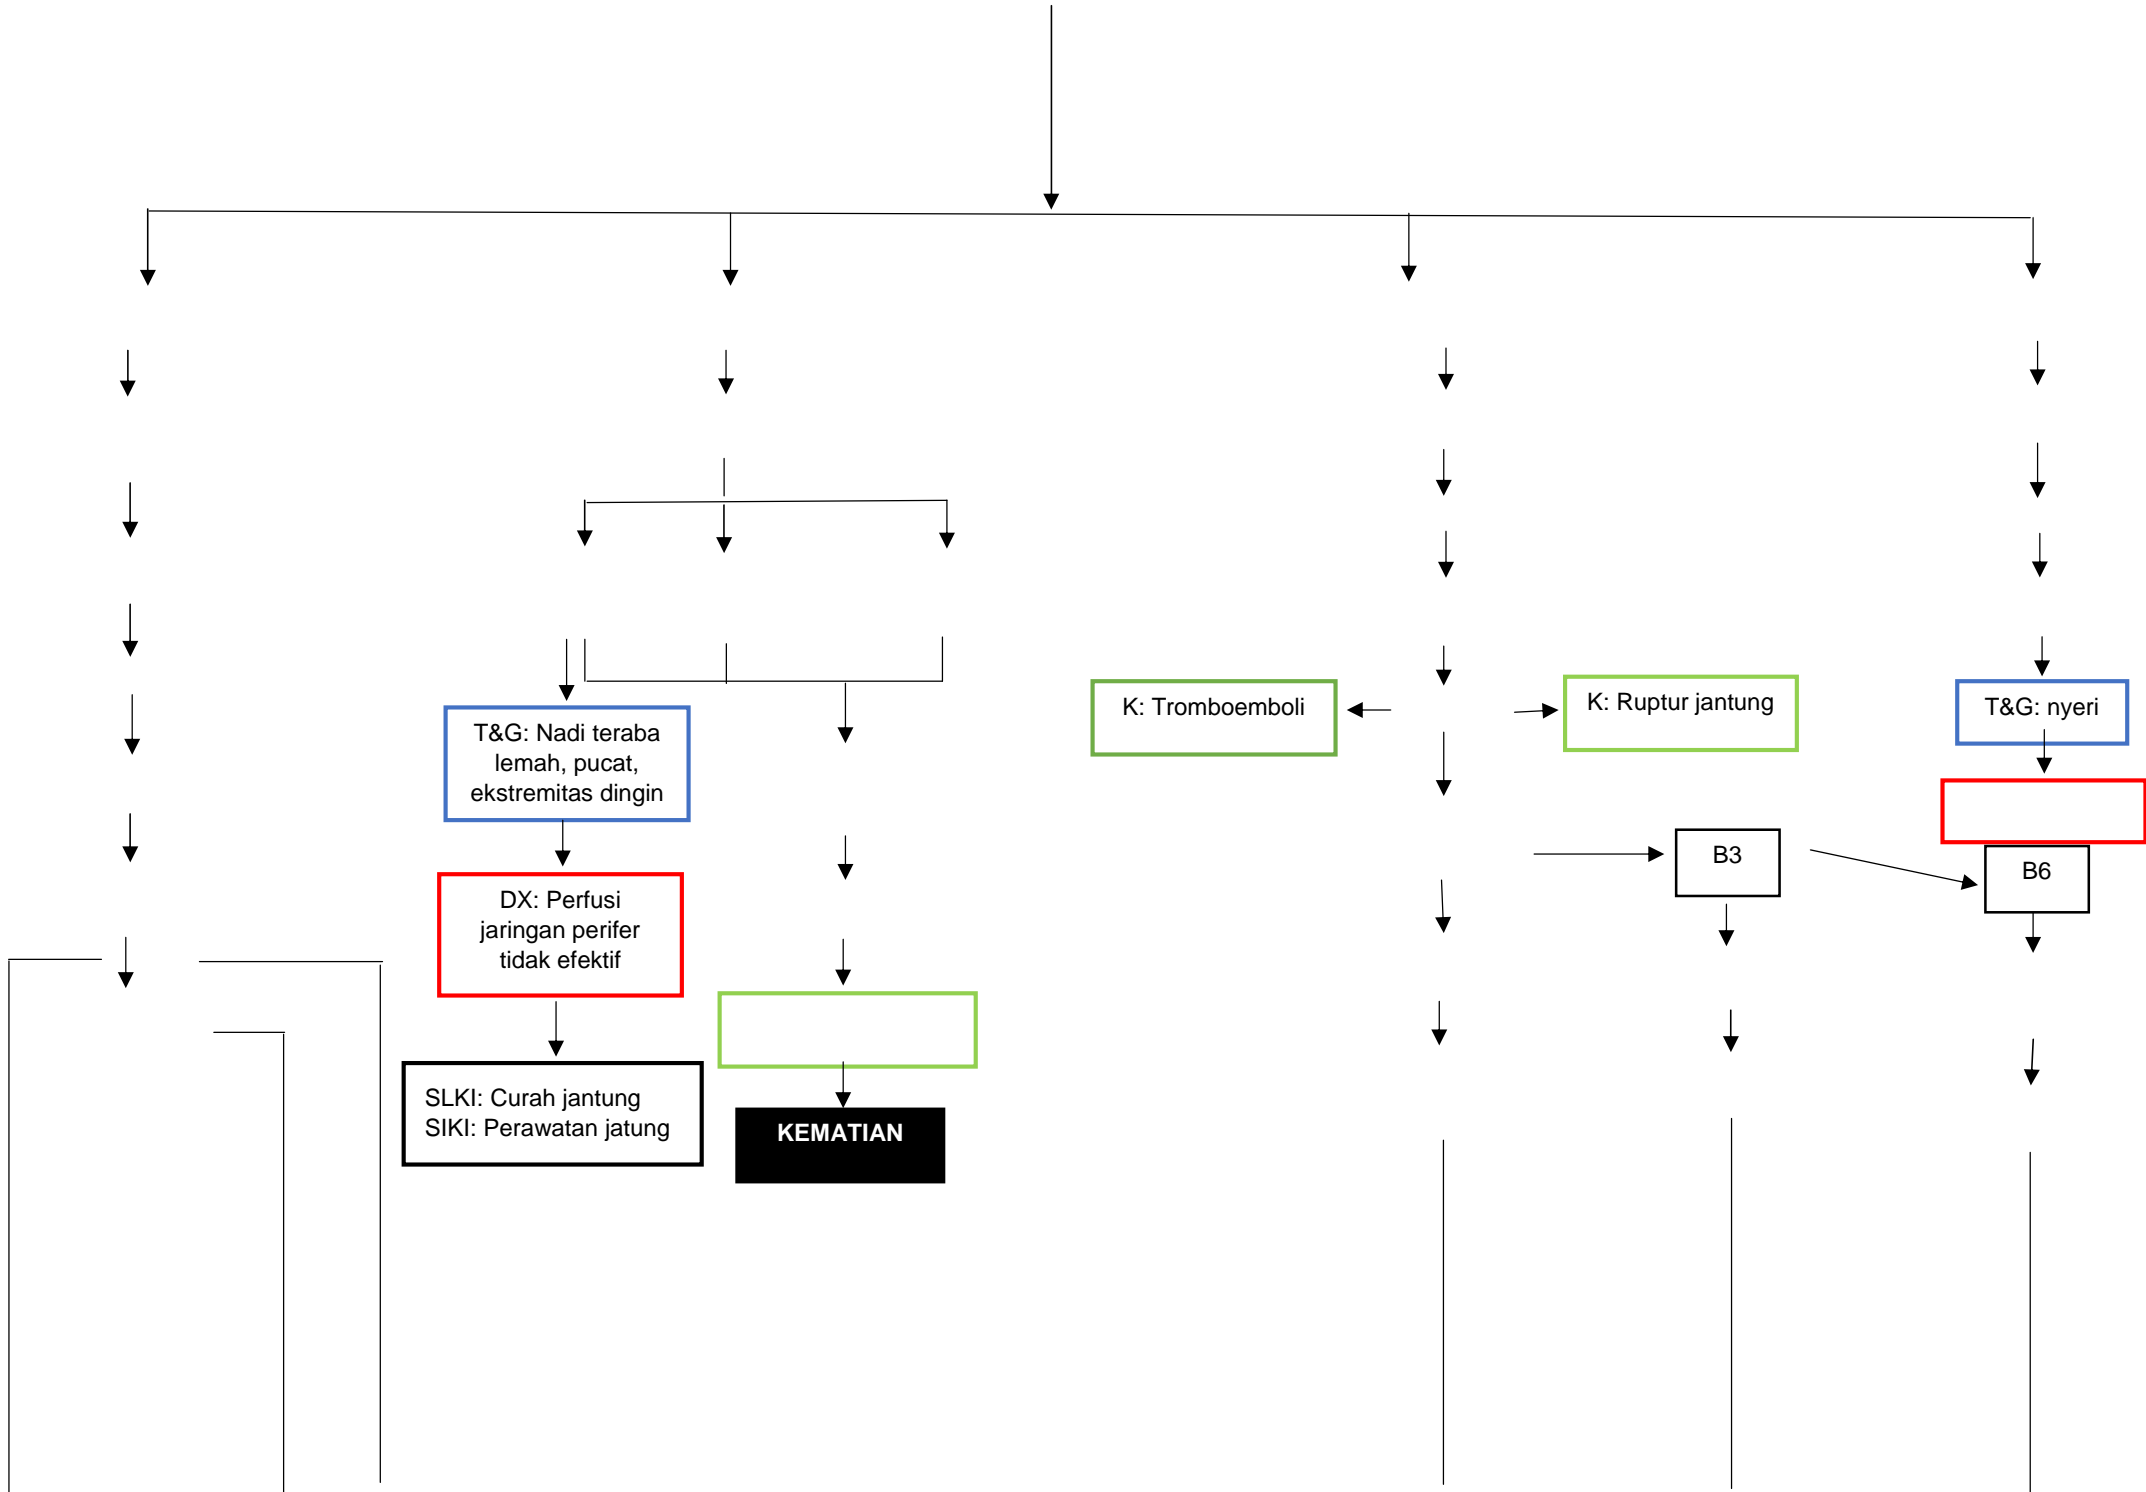 K: Tromboemboli
K: Ruptur jantung
T&G: nyeri
T&G: Nadi teraba
lemah, pucat,
ekstremitas dingin
B3
B6
DX: Perfusi
jaringan perifer
tidak efektif
SLKI: Curah jantung
SIKI: Perawatan jatung
KEMATIAN